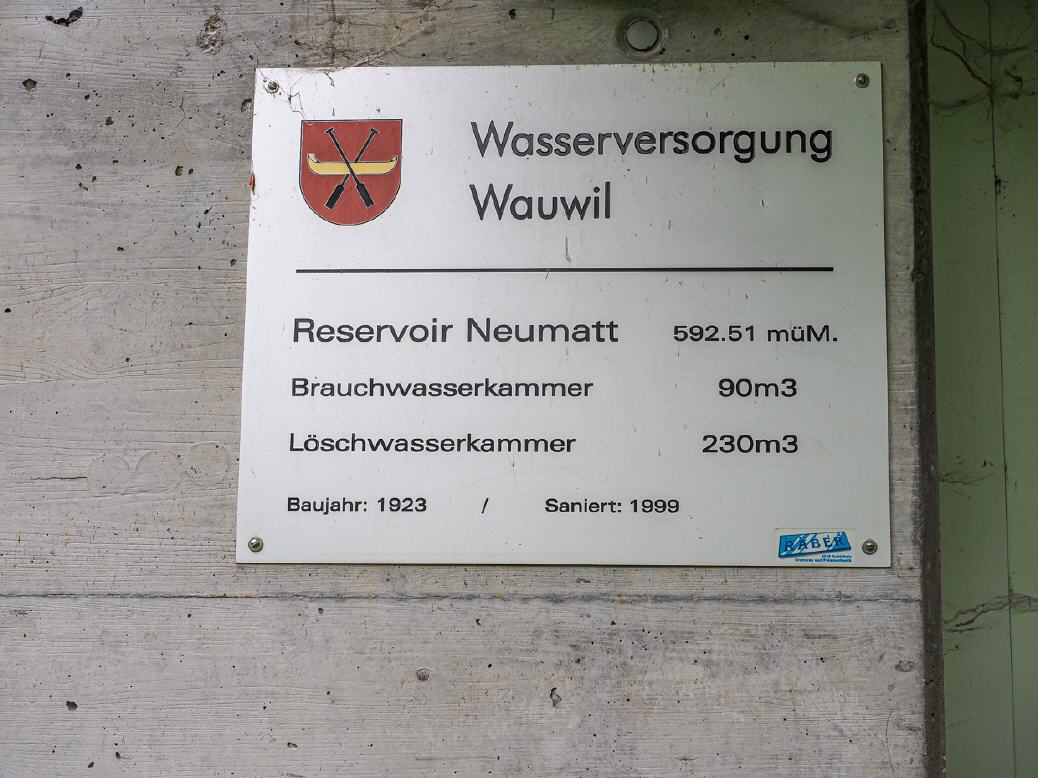 Wasserversorgung
Wauwil
Reservoir Neumatt 592.51 müM.
Brauchwasserkammer 90m3
Löschwasserkammer 230m3
Baujahr: 1923 / Saniert: 1999
RÄBER